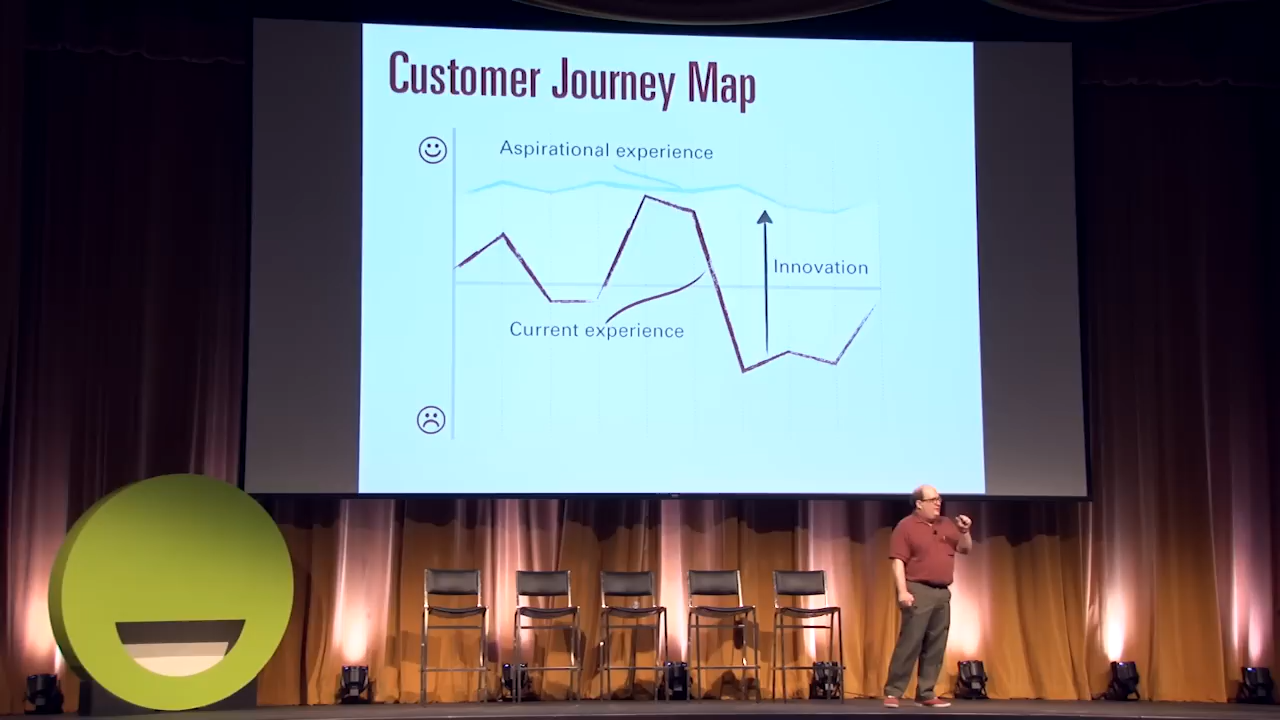 Customer Journey Map
Aspirational experience
Innovation
Current experience